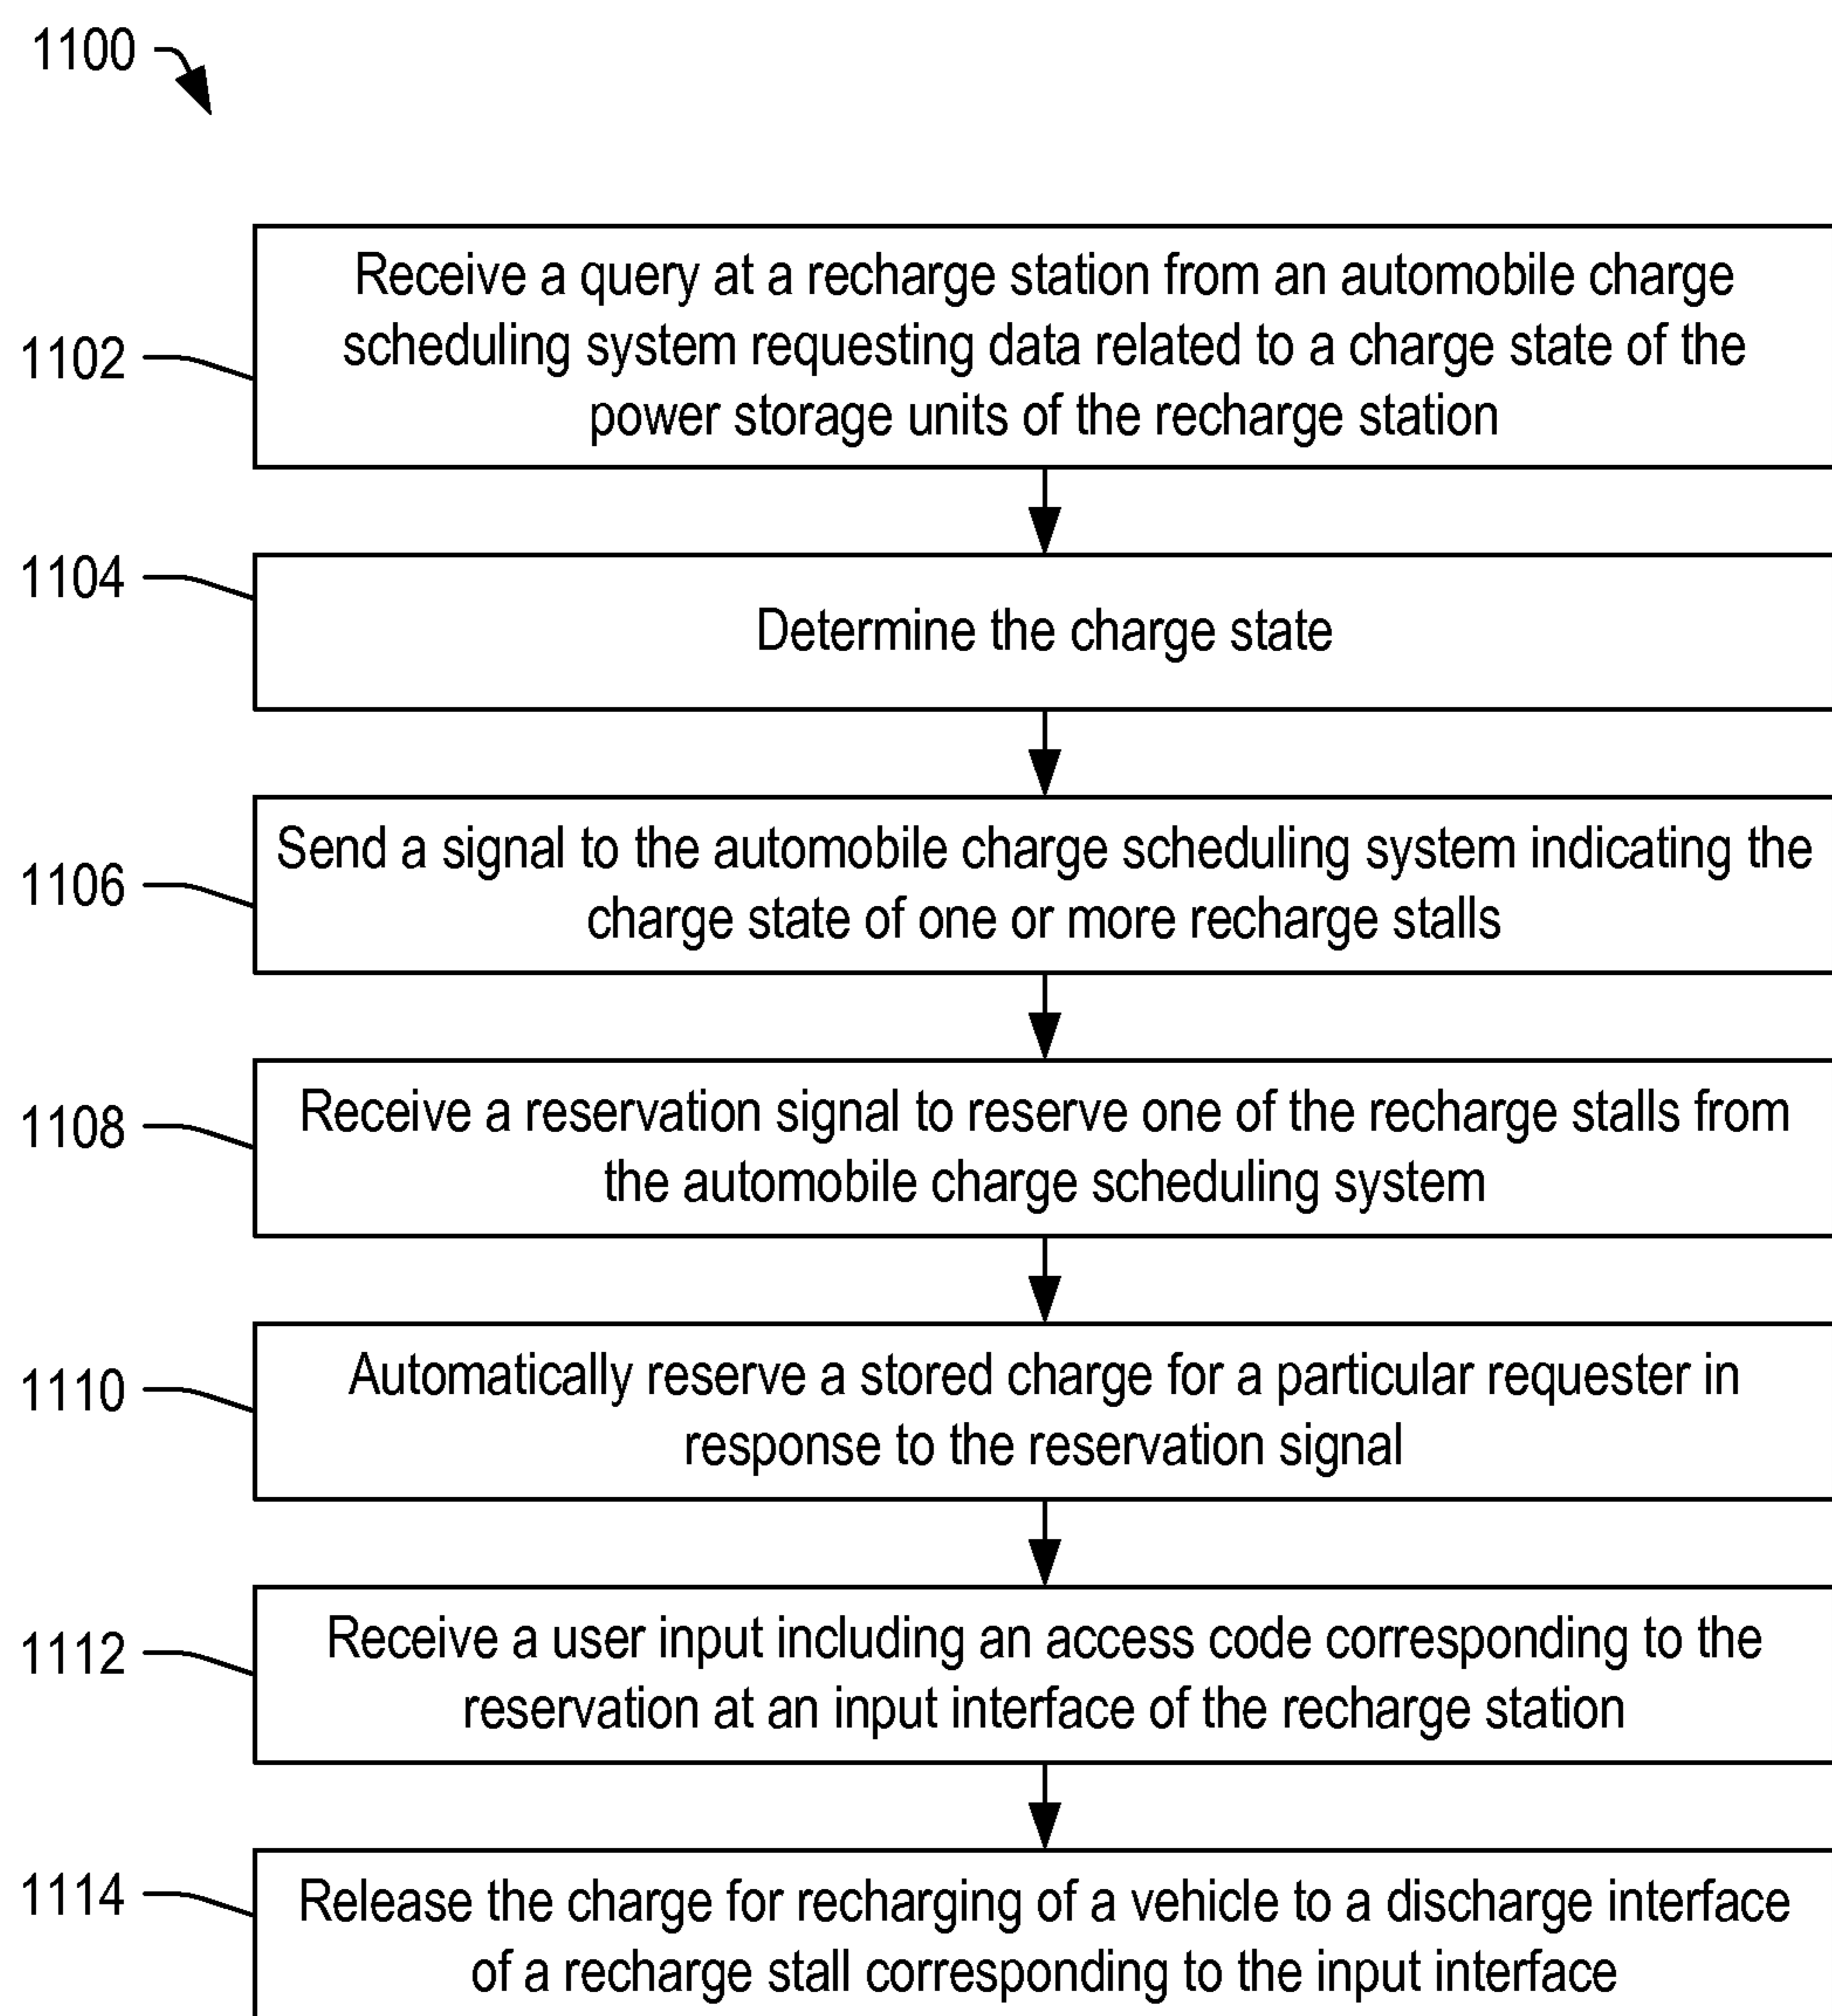 1100
1102
Receive a query at a recharge station from an automobile charge
scheduling system requesting data related to a charge state of the
power storage units of the recharge station
1104
Determine the charge state
1106
Send a signal to the automobile charge scheduling system indicating the
charge state of one or more recharge stalls
1108
Receive a reservation signal to reserve one of the recharge stalls from
the automobile charge scheduling system
1110
Automatically reserve a stored charge for a particular requester in
response to the reservation signal
1112
Receive a user input including an access code corresponding to the
reservation at an input interface of the recharge station
1114
Release the charge for recharging of a vehicle to a discharge interface
of a recharge stall corresponding to the input interface